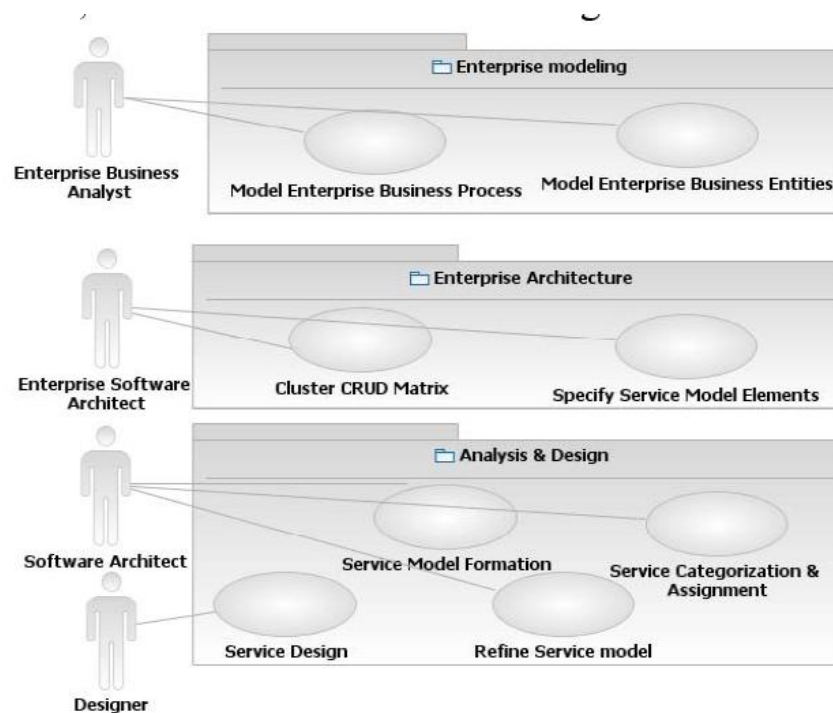 Enterprise modeling
Enterprise Business
Analyst
Model Enterprise Business Process
Model Enterprise Business Entities
Enterprise Architecture
Enterprise Software
Architect
Cluster CRUD Matrix
Specify Service Model Elements
Analysis & Design
Software Architect
Service Model Formation
Service Categorization &
Assignment
Service Design
Refine Service model
Designer